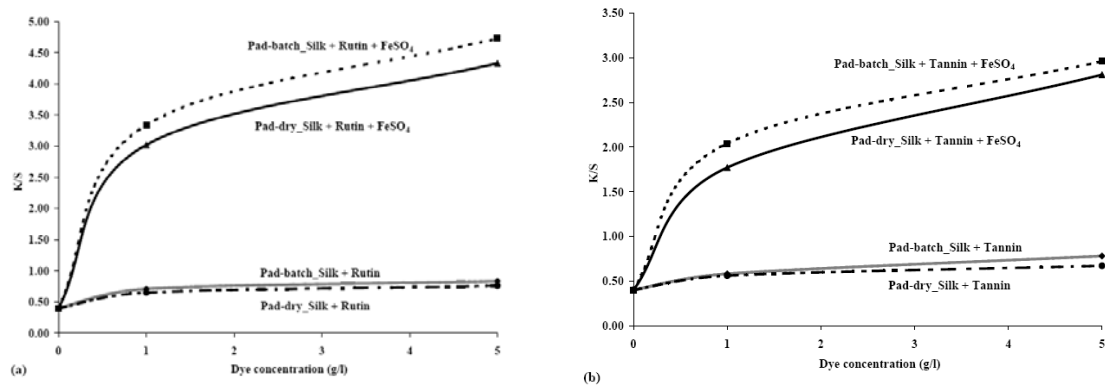 5.00
4.50
4.00
3.50
3.00
2.50
2.00
1.50
1.00
0.50
0.00
K/S
Pad-batch_Silk + Rutin + FeSO₄
Pad-dry_Silk + Rutin + FeSO₄
Pad-batch_Silk + Rutin
Pad-dry_Silk + Rutin
0 1 2 3 4 5
Dye concentration (g/l)
(a)
3.50
3.00
2.50
2.00
1.50
1.00
0.50
0.00
K/S
Pad-batch_Silk + Tannin + FeSO₄
Pad-dry_Silk + Tannin + FeSO₄
Pad-batch_Silk + Tannin
Pad-dry_Silk + Tannin
0 1 2 3 4 5
Dye concentration (g/l)
(b)